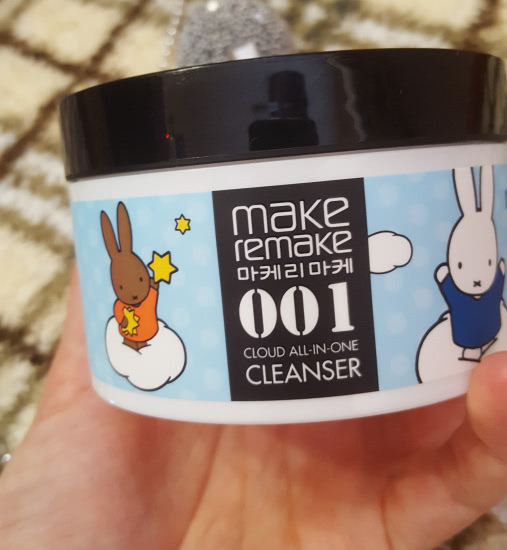 make
remake
마케리마케
001
CLOUD ALL-IN-ONE
CLEANSER